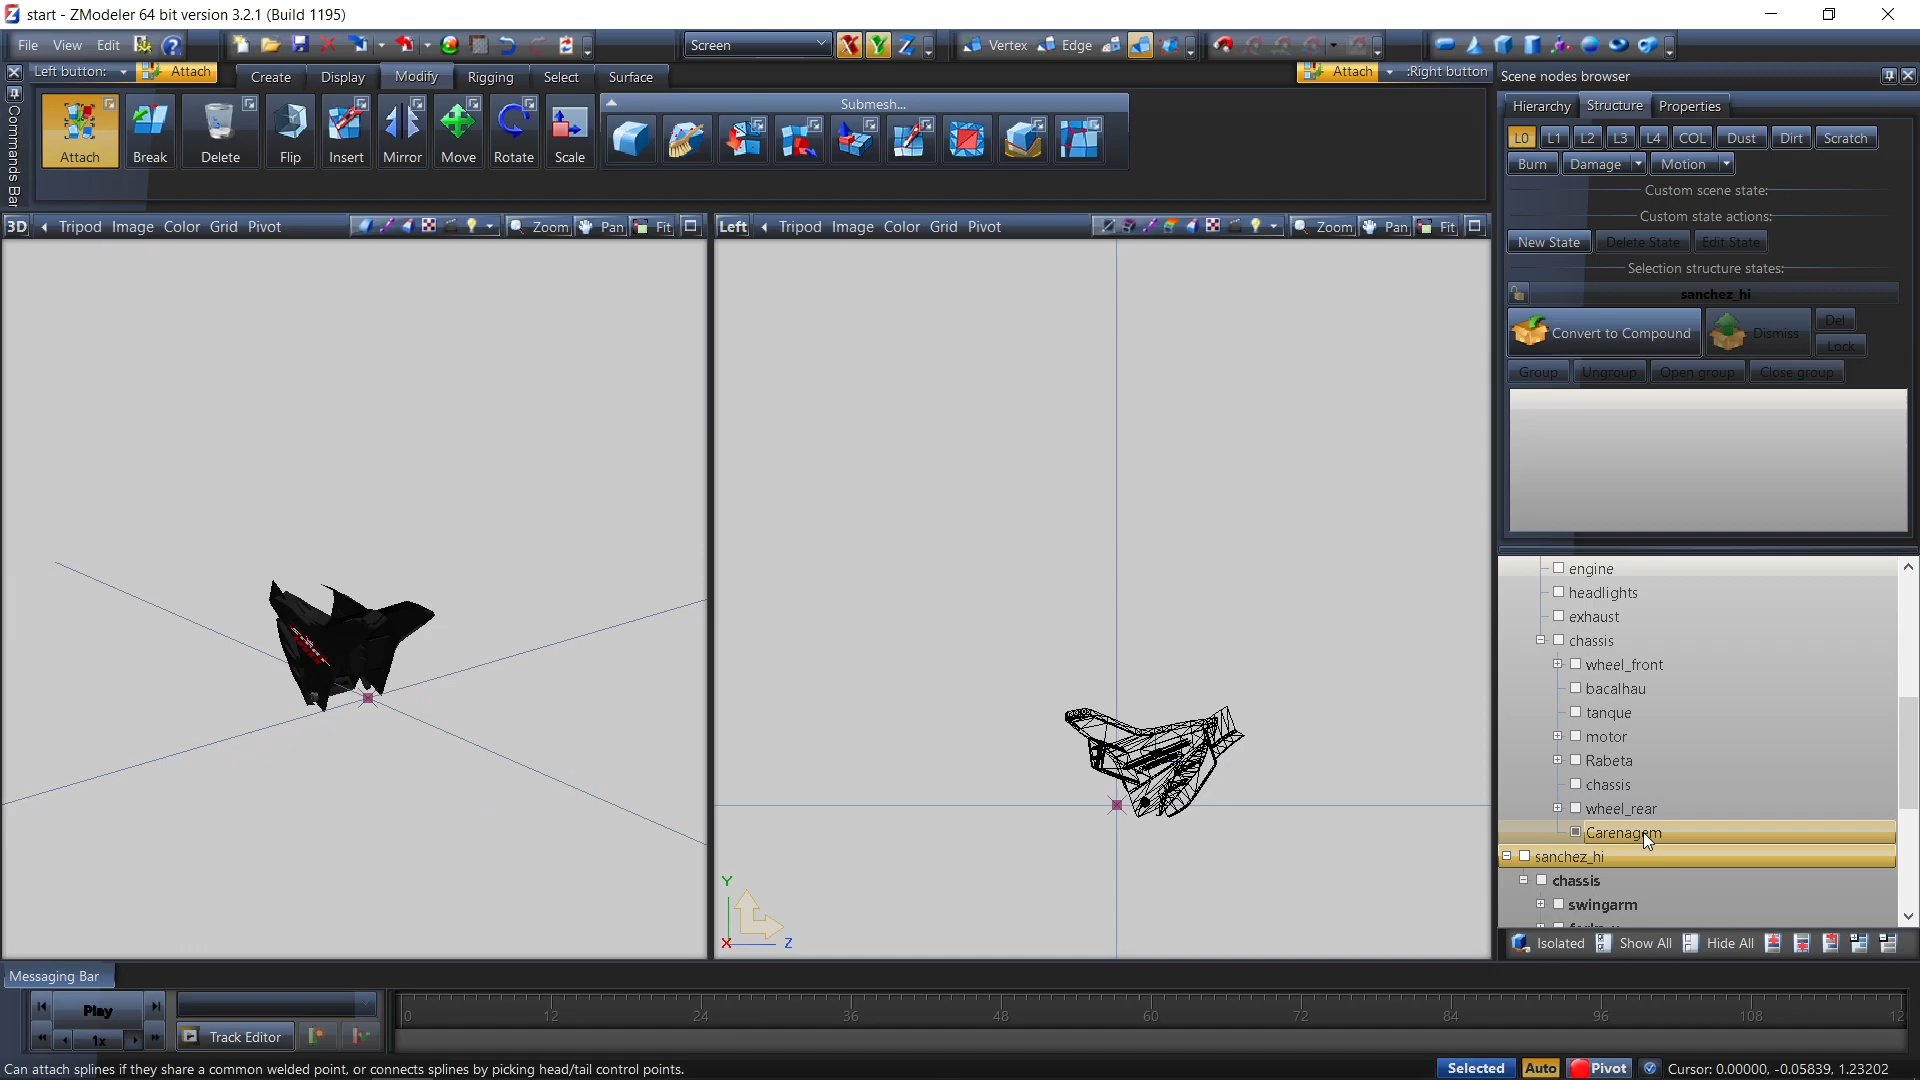 start - ZModeler 64 bit version 3.2.1 (Build 1195)
File View Edit
Screen
X Y Z
Vertex Edge
Left button: Attach
Create Display Modify Rigging Select Surface
Attach :Right button
Scene nodes browser
Commands Bar
Attach Break Delete Flip Insert Mirror Move Rotate Scale
Submesh...
Hierarchy Structure Properties
L0 L1 L2 L3 L4 COL Dust Dirt Scratch
Burn Damage Motion
Custom scene state:
Custom state actions:
New State Delete State Edit State
Selection structure states:
sanchez_hi
Convert to Compound Dismiss Del
Lock
Group Ungroup Open group Close group
3D Tripod Image Color Grid Pivot Zoom Pan Fit
Left Tripod Image Color Grid Pivot Zoom Pan Fit
engine
headlights
exhaust
chassis
wheel_front
bacalhau
tanque
motor
Rabeta
chassis
wheel_rear
Carenagem
sanchez_hi
chassis
swingarm
Y
X Z
Isolated Show All Hide All
Messaging Bar
Play
1x
Track Editor
0 12 24 36 48 60 72 84 96 108 12
Can attach splines if they share a common welded point, or connects splines by picking head/tail control points.
Selected Auto Pivot Cursor: 0.00000, -0.05839, 1.23202